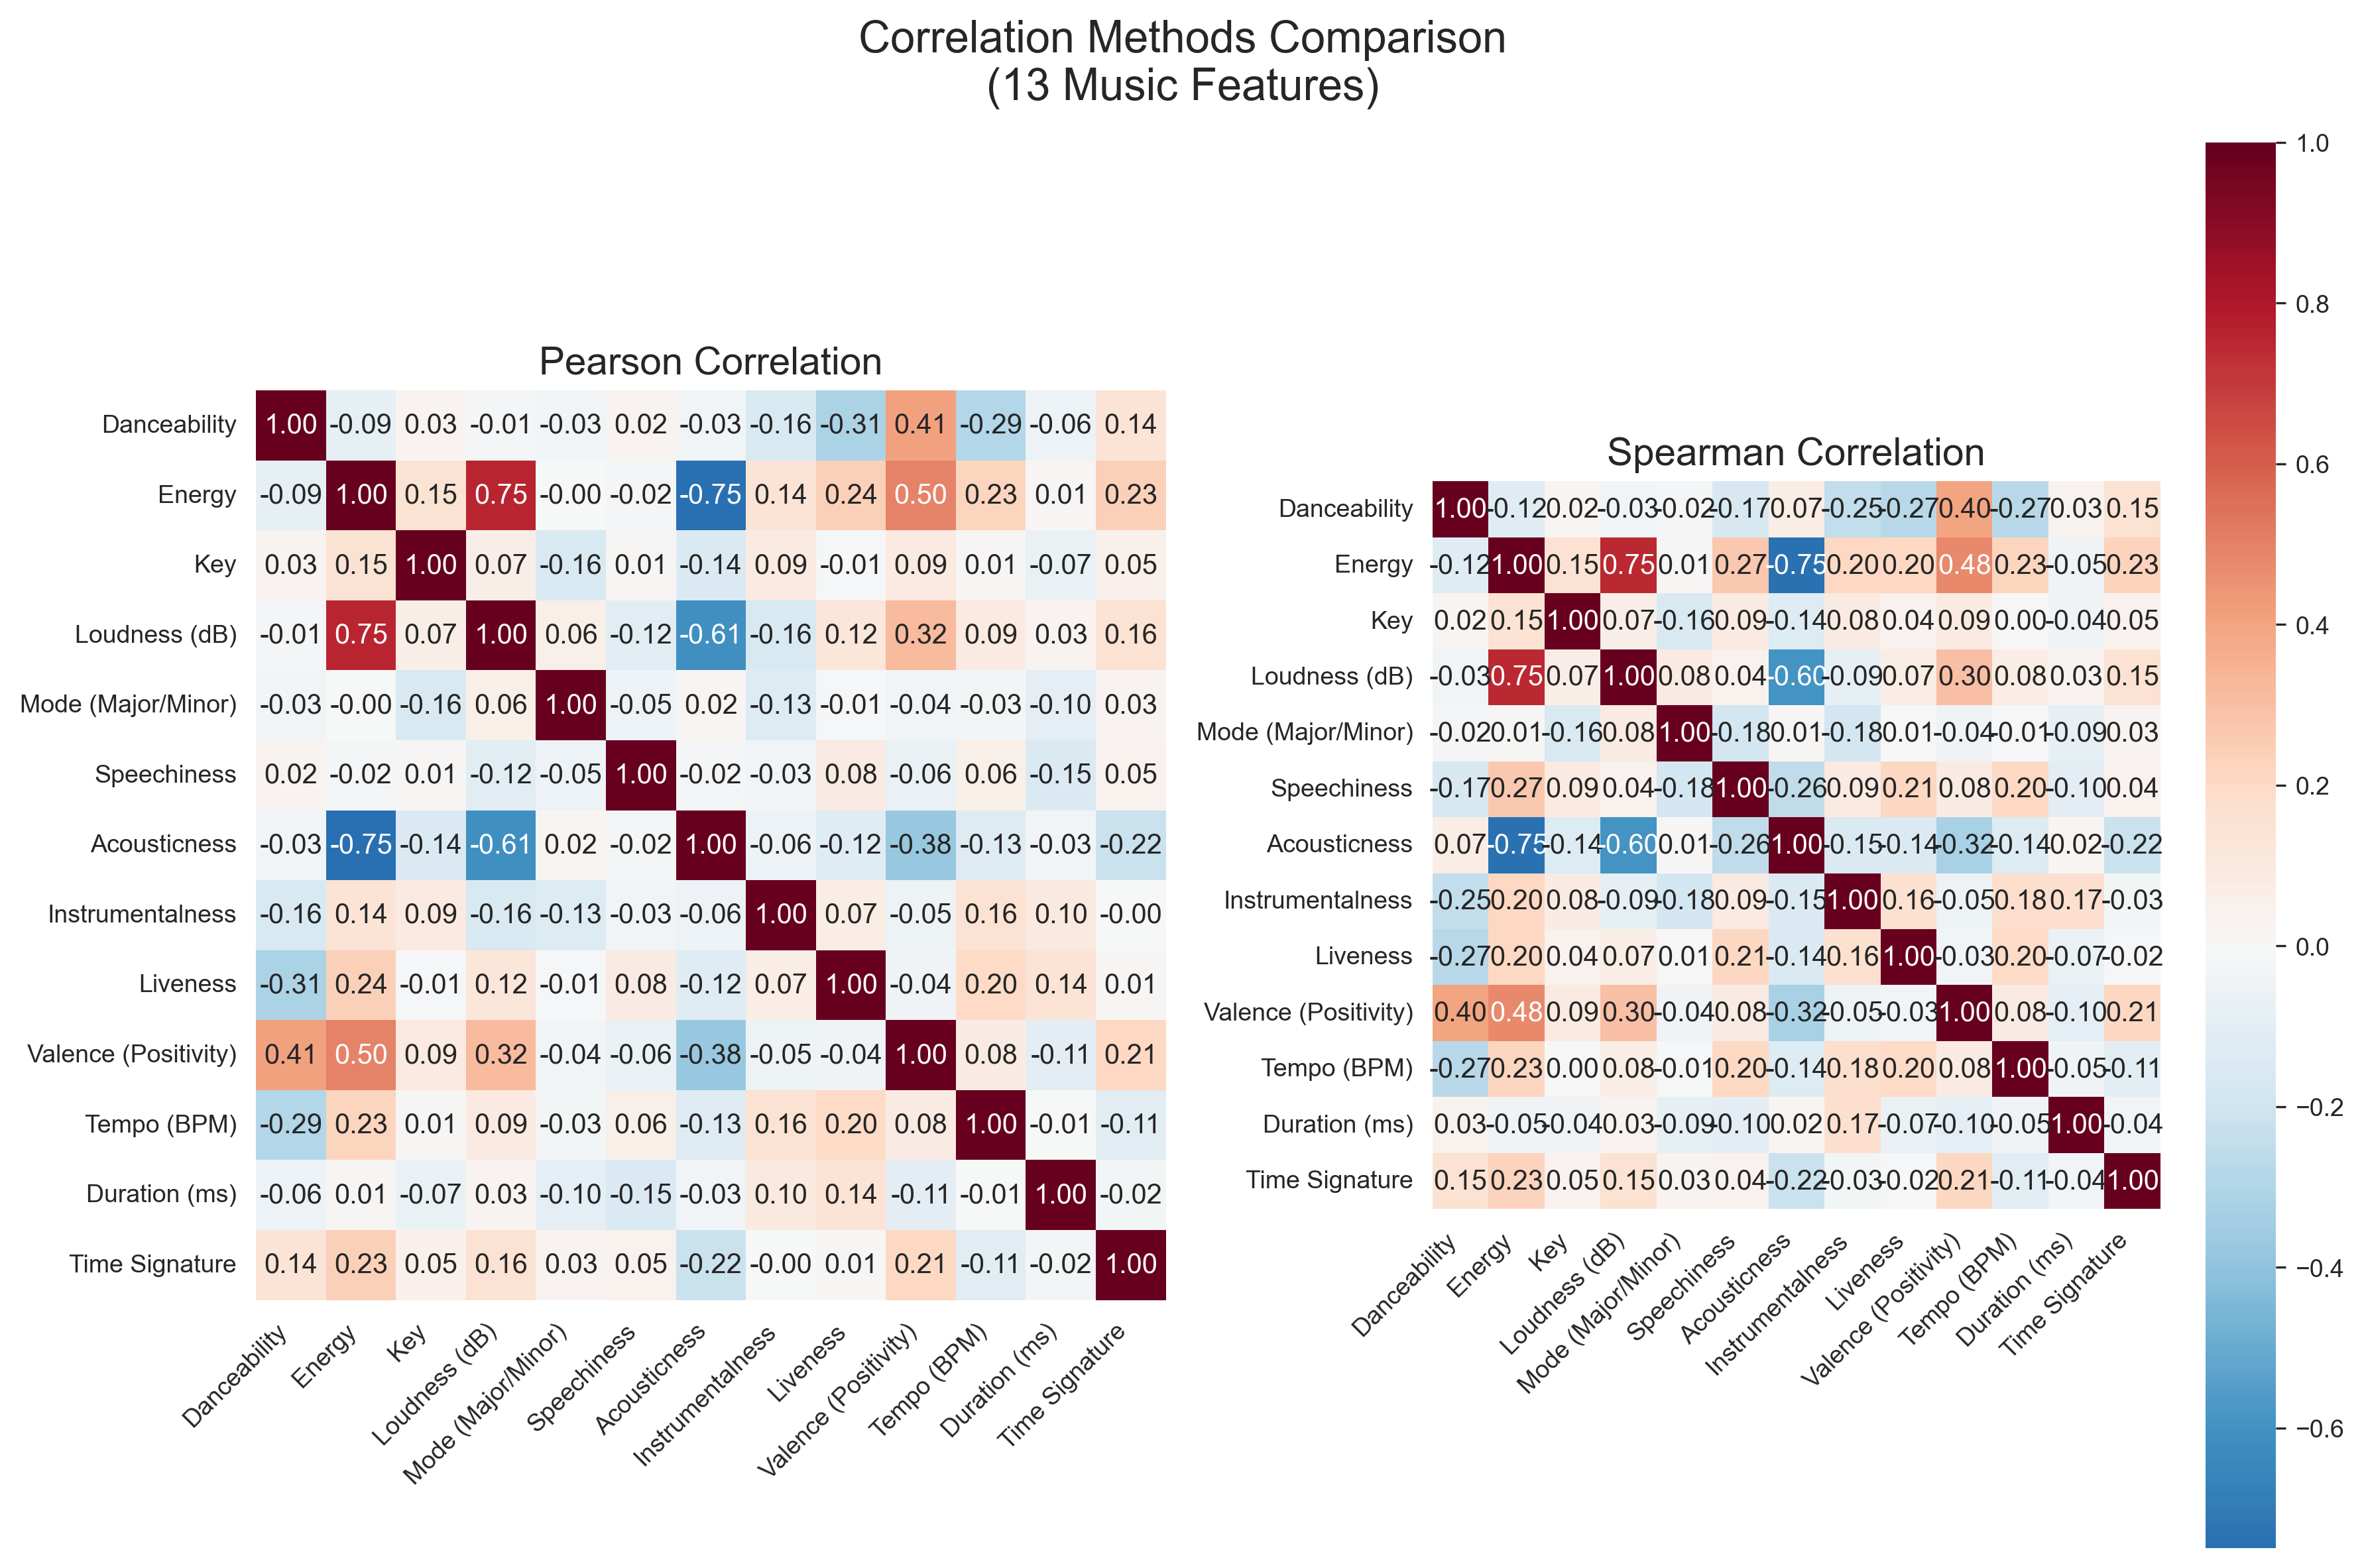 Correlation Methods Comparison
(13 Music Features)
Pearson Correlation
Danceability 1.00 -0.09 0.03 -0.01 -0.03 0.02 -0.03 -0.16 -0.31 0.41 -0.29 -0.06 0.14
Energy -0.09 1.00 0.15 0.75 -0.00 -0.02 -0.75 0.14 0.24 0.50 0.23 0.01 0.23
Key 0.03 0.15 1.00 0.07 -0.16 0.01 -0.14 0.09 -0.01 0.09 0.01 -0.07 0.05
Loudness (dB) -0.01 0.75 0.07 1.00 0.06 -0.12 -0.61 -0.16 0.12 0.32 0.09 0.03 0.16
Mode (Major/Minor) -0.03 -0.00 -0.16 0.06 1.00 -0.05 0.02 -0.13 -0.01 -0.04 -0.03 -0.10 0.03
Speechiness 0.02 -0.02 0.01 -0.12 -0.05 1.00 -0.02 -0.03 0.08 -0.06 0.06 -0.15 0.05
Acousticness -0.03 -0.75 -0.14 -0.61 0.02 -0.02 1.00 -0.06 -0.12 -0.38 -0.13 -0.03 -0.22
Instrumentalness -0.16 0.14 0.09 -0.16 -0.13 -0.03 -0.06 1.00 0.07 -0.05 0.16 0.10 -0.00
Liveness -0.31 0.24 -0.01 0.12 -0.01 0.08 -0.12 0.07 1.00 -0.04 0.20 0.14 0.01
Valence (Positivity) 0.41 0.50 0.09 0.32 -0.04 -0.06 -0.38 -0.05 -0.04 1.00 0.08 -0.11 0.21
Tempo (BPM) -0.29 0.23 0.01 0.09 -0.03 0.06 -0.13 0.16 0.20 0.08 1.00 -0.01 -0.11
Duration (ms) -0.06 0.01 -0.07 0.03 -0.10 -0.15 -0.03 0.10 0.14 -0.11 -0.01 1.00 -0.02
Time Signature 0.14 0.23 0.05 0.16 0.03 0.05 -0.22 -0.00 0.01 0.21 -0.11 -0.02 1.00
Danceability Energy Key Loudness (dB) Mode (Major/Minor) Speechiness Acousticness Instrumentalness Liveness Valence (Positivity) Tempo (BPM) Duration (ms) Time Signature
Spearman Correlation
Danceability 1.00 -0.12 0.02 -0.03 -0.02 -0.17 0.07 -0.25 -0.27 0.40 -0.27 0.03 0.15
Energy -0.12 1.00 0.15 0.75 0.01 0.27 -0.75 0.20 0.20 0.48 0.23 -0.05 0.23
Key 0.02 0.15 1.00 0.07 -0.16 0.09 -0.14 0.08 0.04 0.09 0.00 -0.04 0.05
Loudness (dB) -0.03 0.75 0.07 1.00 0.08 0.04 -0.60 -0.09 0.07 0.30 0.08 0.03 0.15
Mode (Major/Minor) -0.02 0.01 -0.16 0.08 1.00 -0.18 0.01 -0.18 0.01 -0.04 -0.01 -0.09 0.03
Speechiness -0.17 0.27 0.09 0.04 -0.18 1.00 -0.26 0.09 0.21 0.08 0.20 -0.10 0.04
Acousticness 0.07 -0.75 -0.14 -0.60 0.01 -0.26 1.00 -0.15 -0.14 -0.32 -0.14 0.02 -0.22
Instrumentalness -0.25 0.20 0.08 -0.09 -0.18 0.09 -0.15 1.00 0.16 -0.05 0.18 0.17 -0.03
Liveness -0.27 0.20 0.04 0.07 0.01 0.21 -0.14 0.16 1.00 -0.03 0.20 -0.07 -0.02
Valence (Positivity) 0.40 0.48 0.09 0.30 -0.04 0.08 -0.32 -0.05 -0.03 1.00 0.08 -0.10 0.21
Tempo (BPM) -0.27 0.23 0.00 0.08 -0.01 0.20 -0.14 0.18 0.20 0.08 1.00 -0.05 -0.11
Duration (ms) 0.03 -0.05 -0.04 0.03 -0.09 -0.10 0.02 0.17 -0.07 -0.10 -0.05 1.00 -0.04
Time Signature 0.15 0.23 0.05 0.15 0.03 0.04 -0.22 -0.03 -0.02 0.21 -0.11 -0.04 1.00
Danceability Energy Key Loudness (dB) Mode (Major/Minor) Speechiness Acousticness Instrumentalness Liveness Valence (Positivity) Tempo (BPM) Duration (ms) Time Signature
1.0
0.8
0.6
0.4
0.2
0.0
−0.2
−0.4
−0.6